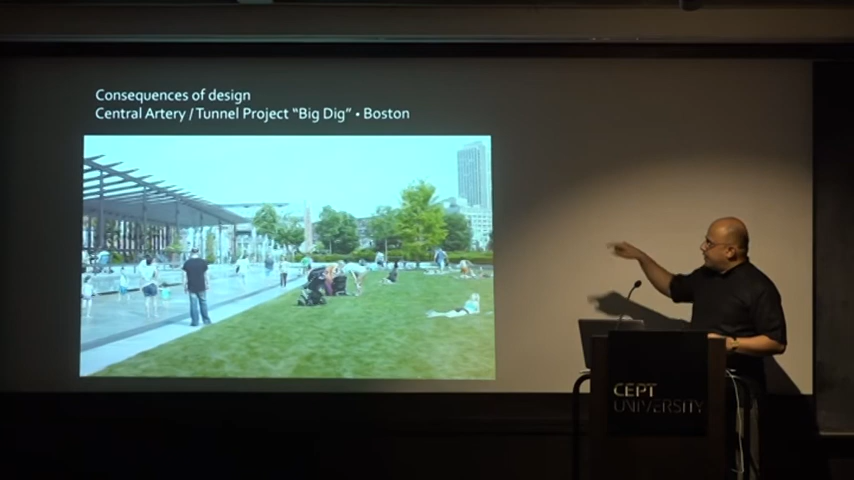 Consequences of design
Central Artery / Tunnel Project “Big Dig” • Boston
CEPT
UNIVERSITY